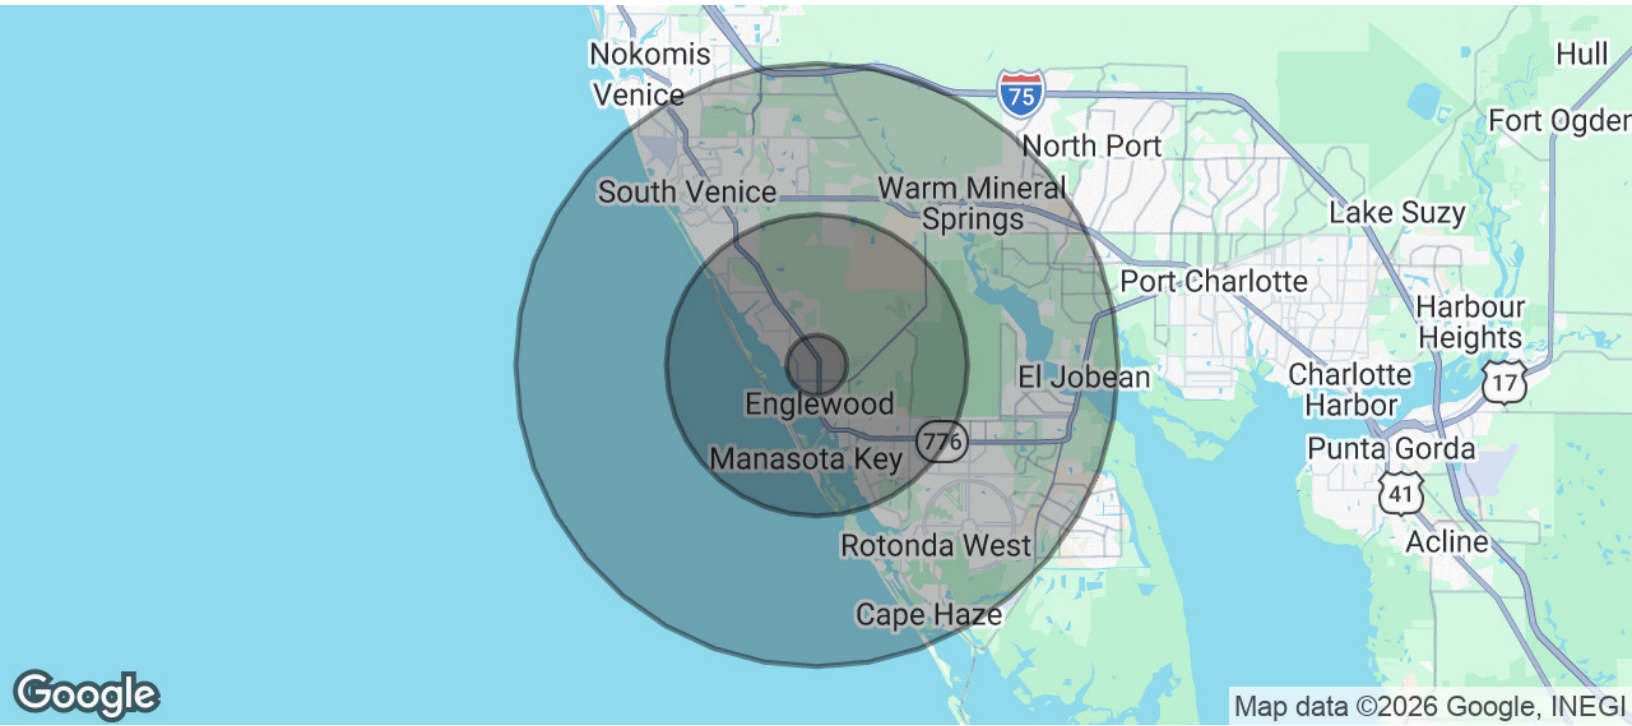 Nokomis
Hull
Venice
75
Fort Ogden
North Port
South Venice
Warm Mineral
Springs
Lake Suzy
Port Charlotte
Harbour
Heights
El Jobean
Charlotte
Harbor
17
Englewood
776
Manasota Key
Punta Gorda
41
Rotonda West
Acline
Cape Haze
Google
Map data ©2026 Google, INEGI